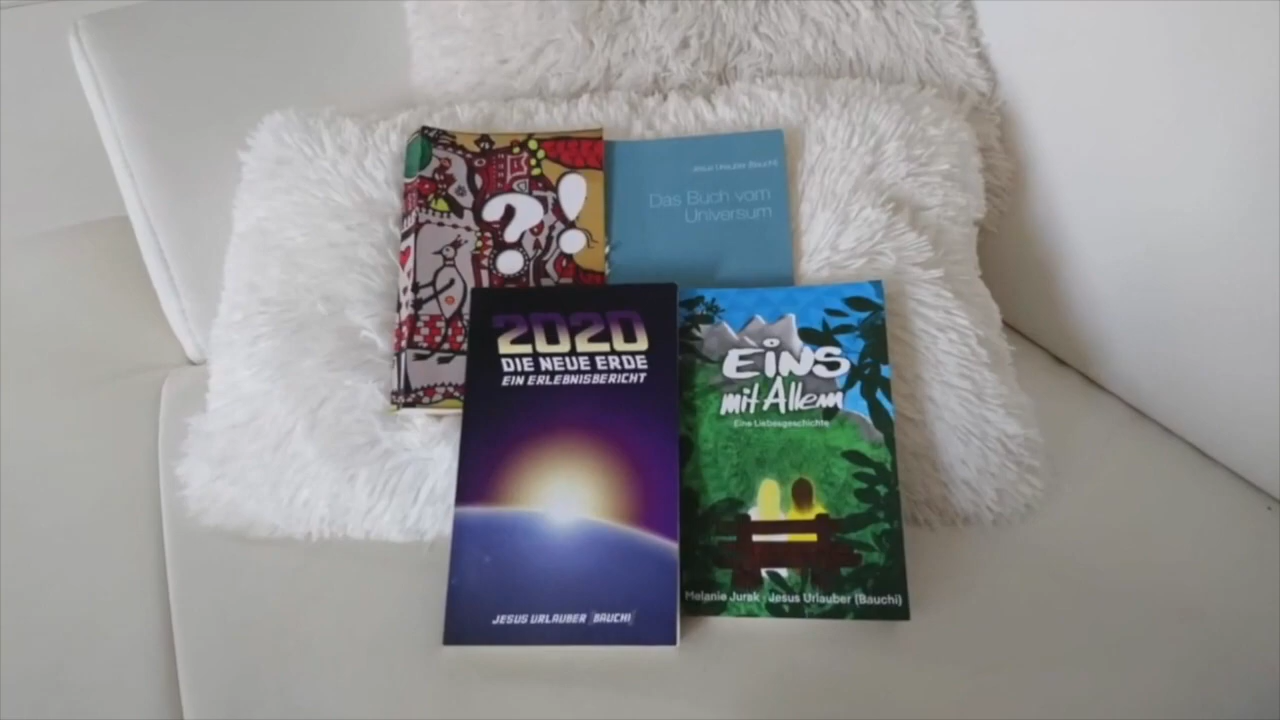 ?!
Jesus Urlauber (Bauchi)
Das Buch vom
Universum
2020
DIE NEUE ERDE
EIN ERLEBNISBERICHT
JESUS URLAUBER (BAUCHI)
EINS
mit Allem
Eine Liebesgeschichte
Melanie Jurak · Jesus Urlauber (Bauchi)